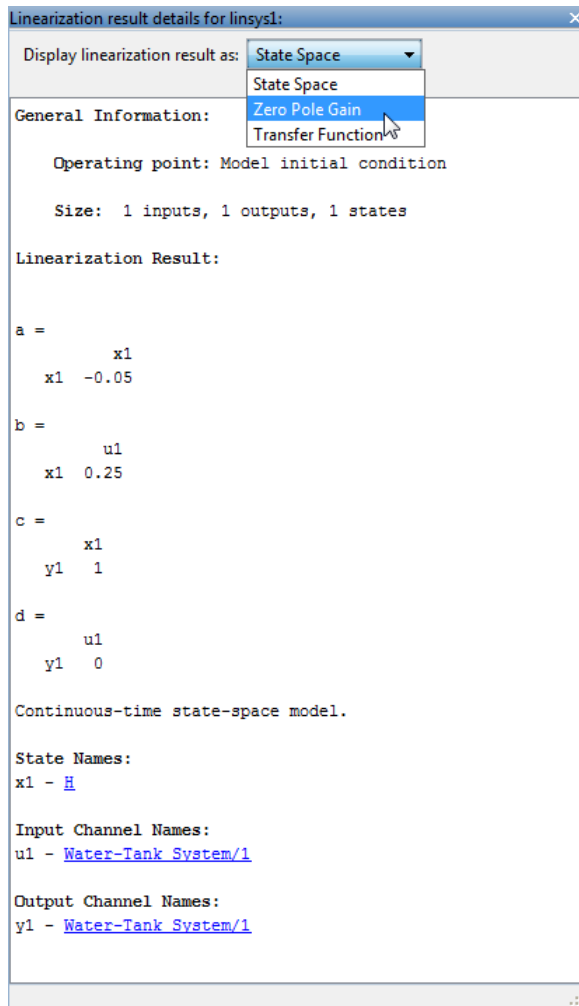 Linearization result details for linsys1:
Display linearization result as: State Space
State Space
Zero Pole Gain
Transfer Function
General Information:
Operating point: Model initial condition
Size: 1 inputs, 1 outputs, 1 states
Linearization Result:
a =
x1
x1 -0.05
b =
u1
x1 0.25
c =
x1
y1 1
d =
u1
y1 0
Continuous-time state-space model.
State Names:
x1 - H
Input Channel Names:
u1 - Water-Tank System/1
Output Channel Names:
y1 - Water-Tank System/1